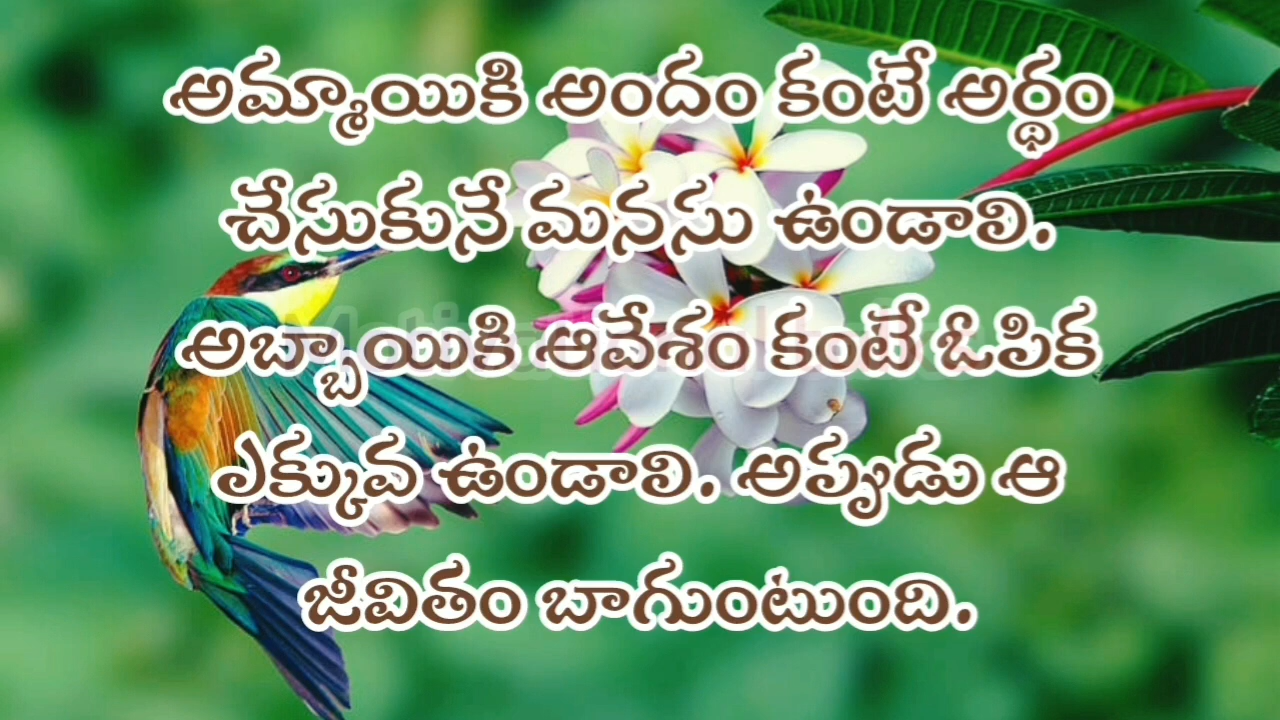 అమ్మాయికి అందం కంటే అర్థం
చేసుకునే మనసు ఉండాలి.
అబ్బాయికి ఆవేశం కంటే ఓపిక
ఎక్కువ ఉండాలి. అప్పుడు ఆ
జీవితం బాగుంటుంది.